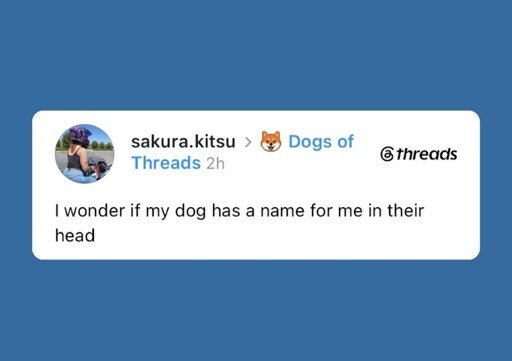 sakura.kitsu > Dogs of
Threads 2h
threads
I wonder if my dog has a name for me in their
head